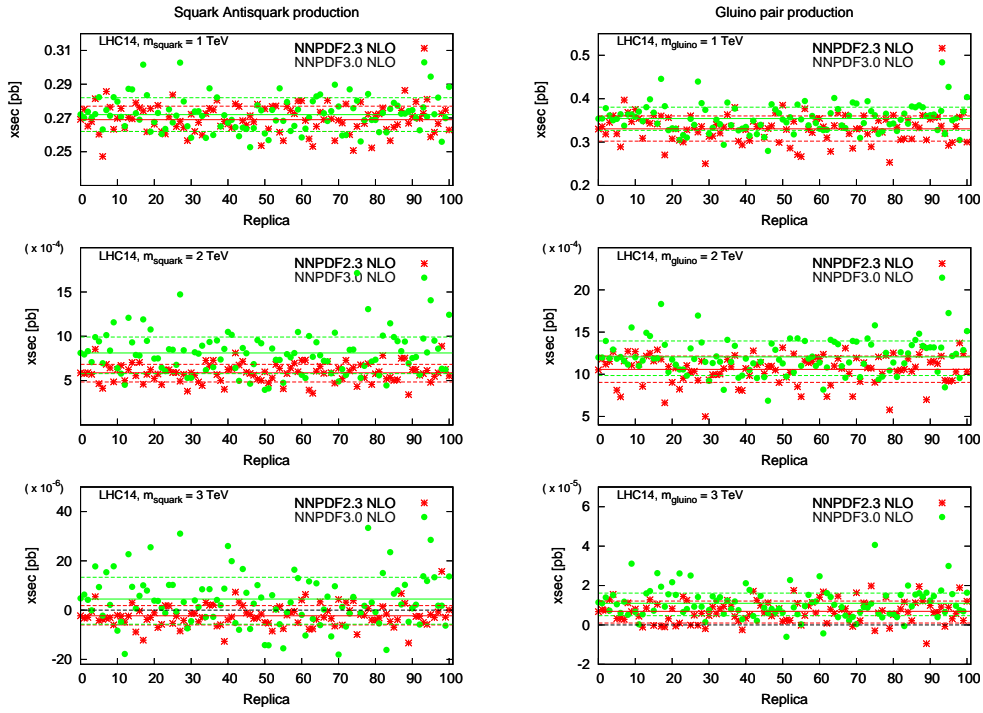 Squark Antisquark production
LHC14, m_squark = 1 TeV
NNPDF2.3 NLO
NNPDF3.0 NLO
xsec [pb]
0.31
0.29
0.27
0.25
0 10 20 30 40 50 60 70 80 90 100
Replica
Gluino pair production
LHC14, m_gluino = 1 TeV
NNPDF2.3 NLO
NNPDF3.0 NLO
xsec [pb]
0.5
0.4
0.3
0.2
0 10 20 30 40 50 60 70 80 90 100
Replica
( x 10^-4)
LHC14, m_squark = 2 TeV
NNPDF2.3 NLO
NNPDF3.0 NLO
xsec [pb]
15
10
5
0 10 20 30 40 50 60 70 80 90 100
Replica
( x 10^-4)
LHC14, m_gluino = 2 TeV
NNPDF2.3 NLO
NNPDF3.0 NLO
xsec [pb]
20
15
10
5
0 10 20 30 40 50 60 70 80 90 100
Replica
( x 10^-6)
LHC14, m_squark = 3 TeV
NNPDF2.3 NLO
NNPDF3.0 NLO
xsec [pb]
40
20
0
-20
0 10 20 30 40 50 60 70 80 90 100
Replica
( x 10^-5)
LHC14, m_gluino = 3 TeV
NNPDF2.3 NLO
NNPDF3.0 NLO
xsec [pb]
6
4
2
0
-2
0 10 20 30 40 50 60 70 80 90 100
Replica